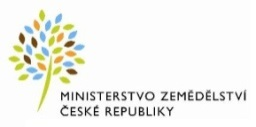 MINISTERSTVO ZEMĚDĚLSTVÍ
ČESKÉ REPUBLIKY